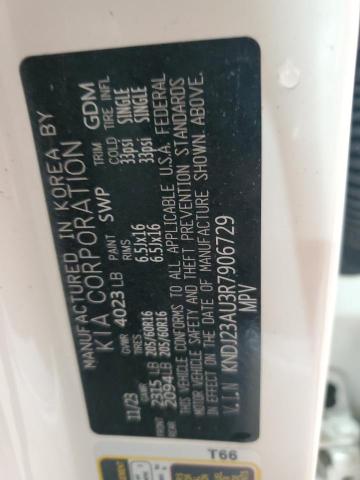 MANUFACTURED IN KOREA BY
KIA CORPORATION
11/23 GVWR 4023 LB PAINT SWP TRIM GDM
GAWR TIRES RIMS COLD TIRE INFL
FRONT 2315 LB 205/60R16 6.5Jx16 33psi SINGLE
REAR 2094 LB 205/60R16 6.5Jx16 33psi SINGLE
THIS VEHICLE CONFORMS TO ALL APPLICABLE U.S.A. FEDERAL
MOTOR VEHICLE SAFETY AND THEFT PREVENTION STANDARDS
IN EFFECT ON THE DATE OF MANUFACTURE SHOWN. ABOVE.
V.I.N KNDJ23AU3R7906729
MPV
T66